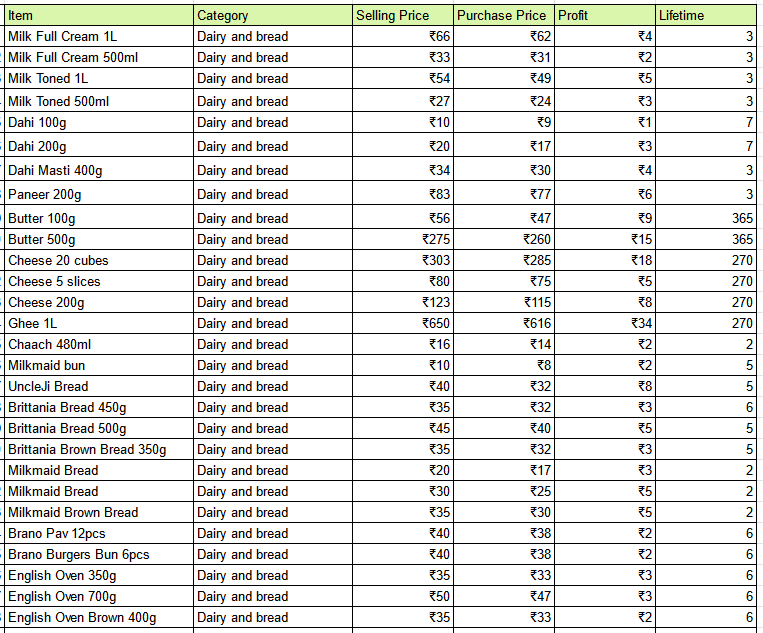 Item Category Selling Price Purchase Price Profit Lifetime
Milk Full Cream 1L Dairy and bread ₹66 ₹62 ₹4 3
Milk Full Cream 500ml Dairy and bread ₹33 ₹31 ₹2 3
Milk Toned 1L Dairy and bread ₹54 ₹49 ₹5 3
Milk Toned 500ml Dairy and bread ₹27 ₹24 ₹3 3
Dahi 100g Dairy and bread ₹10 ₹9 ₹1 7
Dahi 200g Dairy and bread ₹20 ₹17 ₹3 7
Dahi Masti 400g Dairy and bread ₹34 ₹30 ₹4 3
Paneer 200g Dairy and bread ₹83 ₹77 ₹6 3
Butter 100g Dairy and bread ₹56 ₹47 ₹9 365
Butter 500g Dairy and bread ₹275 ₹260 ₹15 365
Cheese 20 cubes Dairy and bread ₹303 ₹285 ₹18 270
Cheese 5 slices Dairy and bread ₹80 ₹75 ₹5 270
Cheese 200g Dairy and bread ₹123 ₹115 ₹8 270
Ghee 1L Dairy and bread ₹650 ₹616 ₹34 270
Chaach 480ml Dairy and bread ₹16 ₹14 ₹2 2
Milkmaid bun Dairy and bread ₹10 ₹8 ₹2 5
UncleJi Bread Dairy and bread ₹40 ₹32 ₹8 5
Brittania Bread 450g Dairy and bread ₹35 ₹32 ₹3 6
Brittania Bread 500g Dairy and bread ₹45 ₹40 ₹5 5
Brittania Brown Bread 350g Dairy and bread ₹35 ₹32 ₹3 5
Milkmaid Bread Dairy and bread ₹20 ₹17 ₹3 2
Milkmaid Bread Dairy and bread ₹30 ₹25 ₹5 2
Milkmaid Brown Bread Dairy and bread ₹35 ₹30 ₹5 2
Brano Pav 12pcs Dairy and bread ₹40 ₹38 ₹2 6
Brano Burgers Bun 6pcs Dairy and bread ₹40 ₹38 ₹2 6
English Oven 350g Dairy and bread ₹35 ₹33 ₹3 6
English Oven 700g Dairy and bread ₹50 ₹47 ₹3 6
English Oven Brown 400g Dairy and bread ₹35 ₹33 ₹2 6